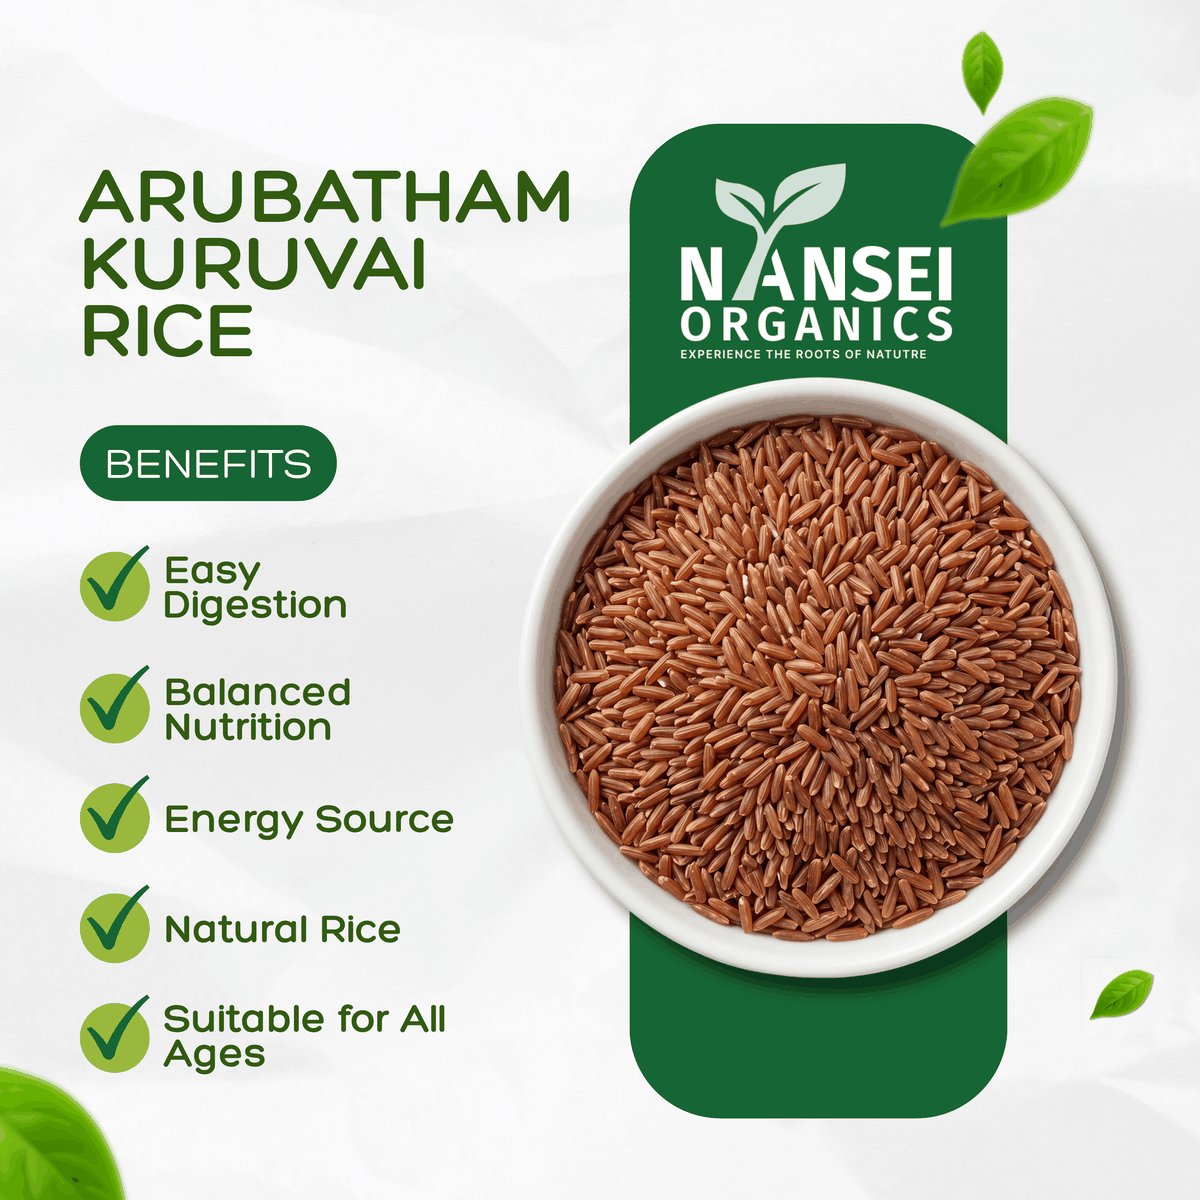 ARUBATHAM
KURUVAI
RICE
BENEFITS
Easy
Digestion
Balanced
Nutrition
Energy Source
Natural Rice
Suitable for All
Ages
NANSEI
ORGANICS
EXPERIENCE THE ROOTS OF NATUTRE